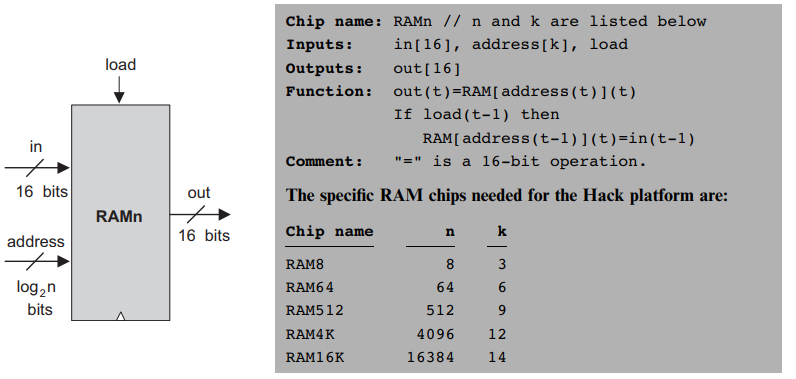 load
in
16 bits
RAMn
out
16 bits
address
log2n
bits
Chip name: RAMn // n and k are listed below
Inputs: in[16], address[k], load
Outputs: out[16]
Function: out(t)=RAM[address(t)](t)
If load(t-1) then
RAM[address(t-1)](t)=in(t-1)
Comment: "=" is a 16-bit operation.
The specific RAM chips needed for the Hack platform are:
Chip name n k
RAM8 8 3
RAM64 64 6
RAM512 512 9
RAM4K 4096 12
RAM16K 16384 14